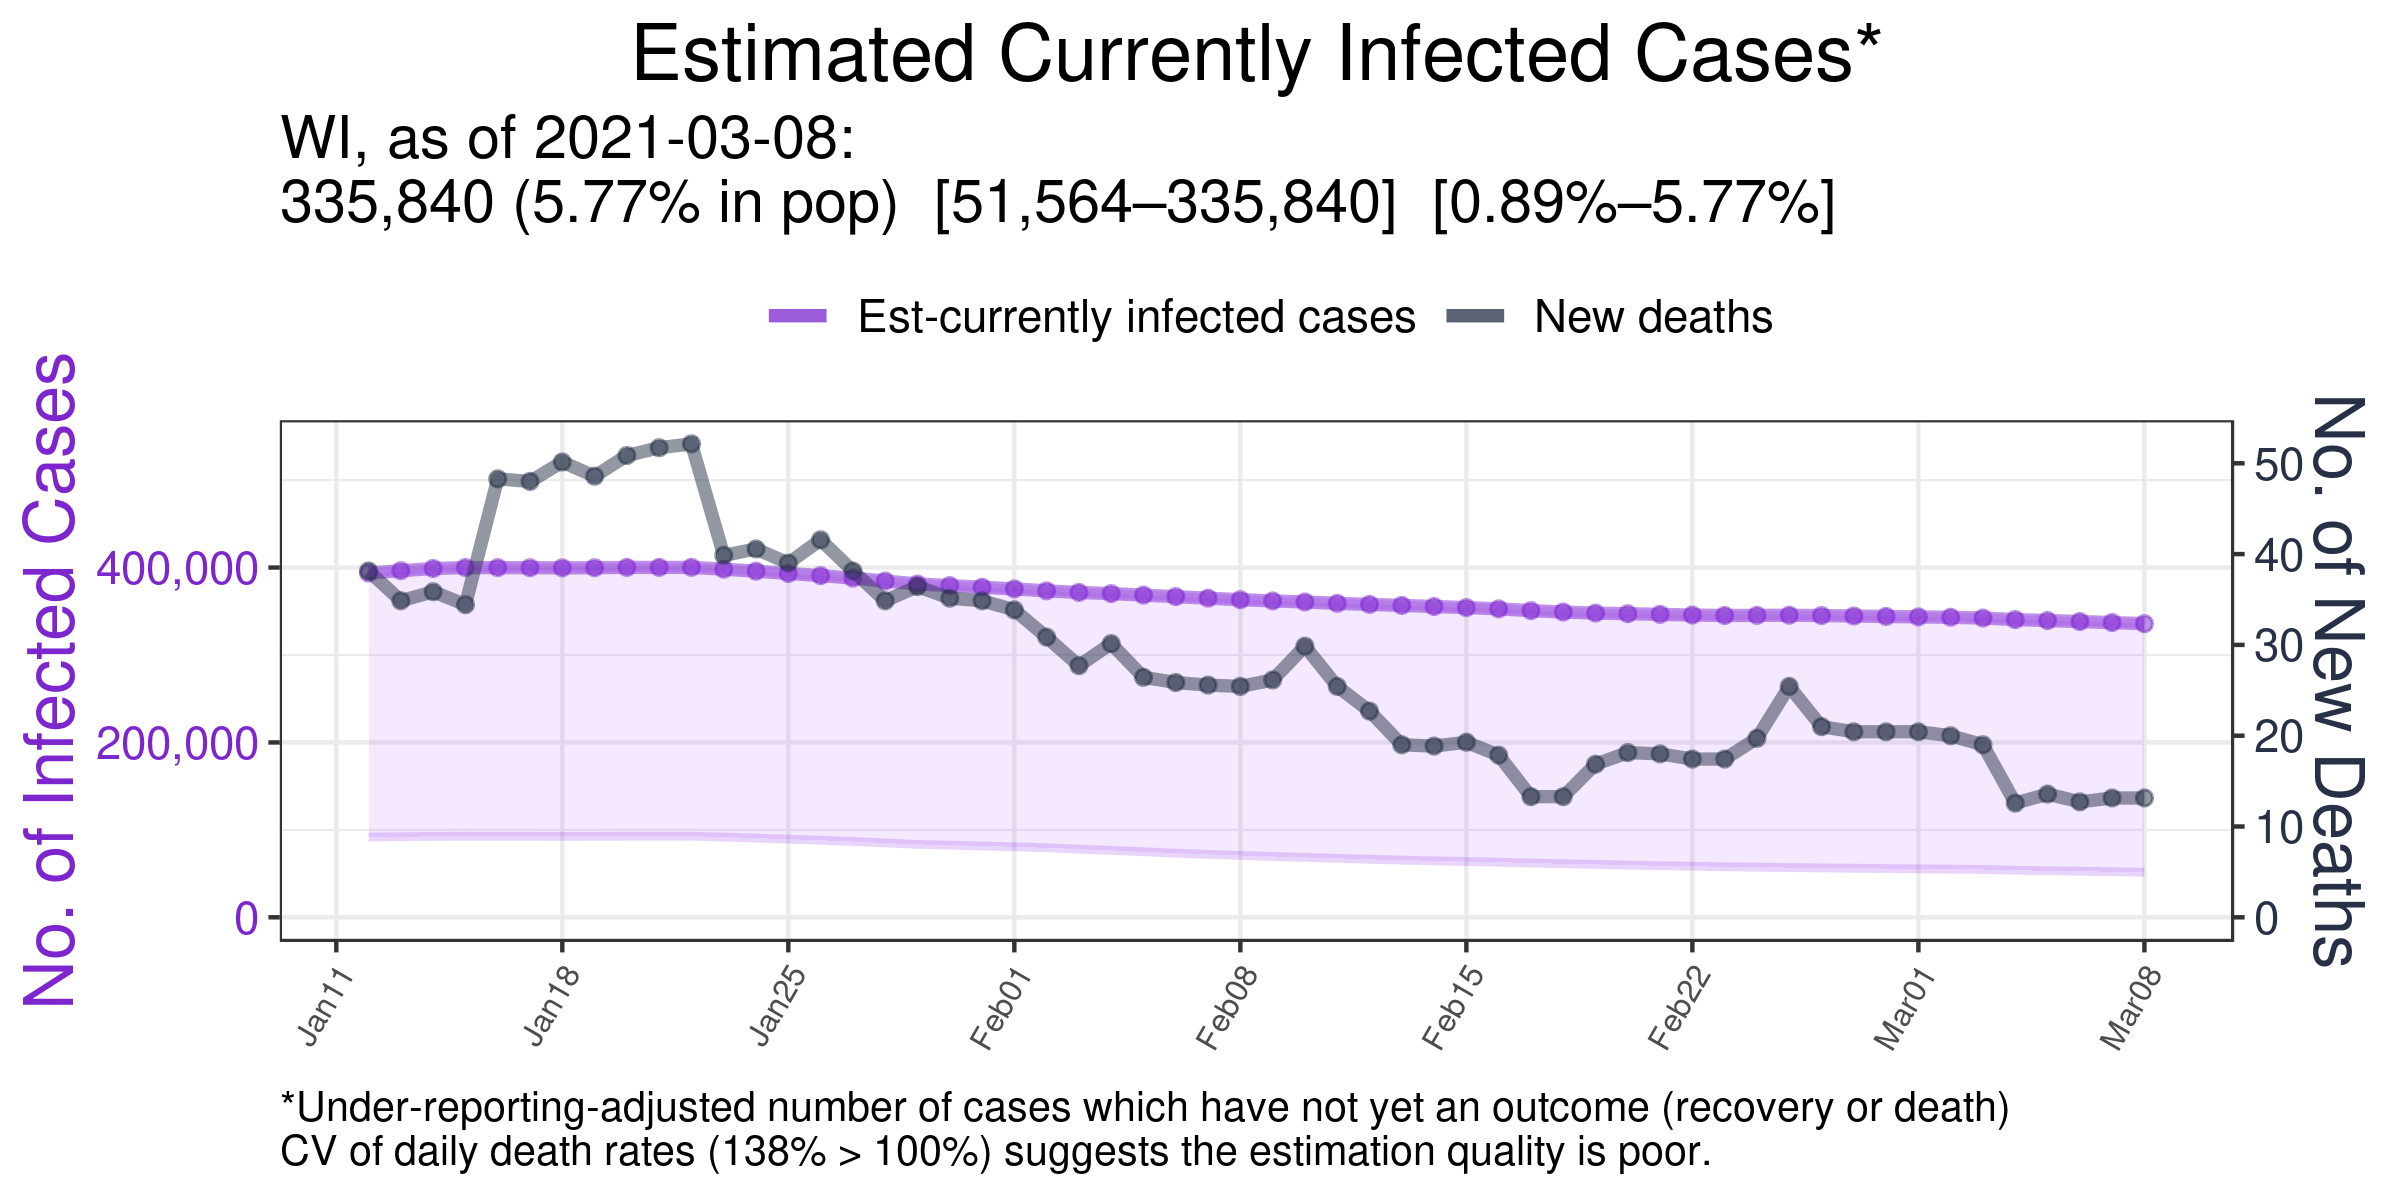 Estimated Currently Infected Cases*
WI, as of 2021-03-08:
335,840 (5.77% in pop)  [51,564–335,840]  [0.89%–5.77%]
Est-currently infected cases
New deaths
No. of Infected Cases
400,000
200,000
0
No. of New Deaths
50
40
30
20
10
0
Jan11
Jan18
Jan25
Feb01
Feb08
Feb15
Feb22
Mar01
Mar08
*Under-reporting-adjusted number of cases which have not yet an outcome (recovery or death)
CV of daily death rates (138% > 100%) suggests the estimation quality is poor.